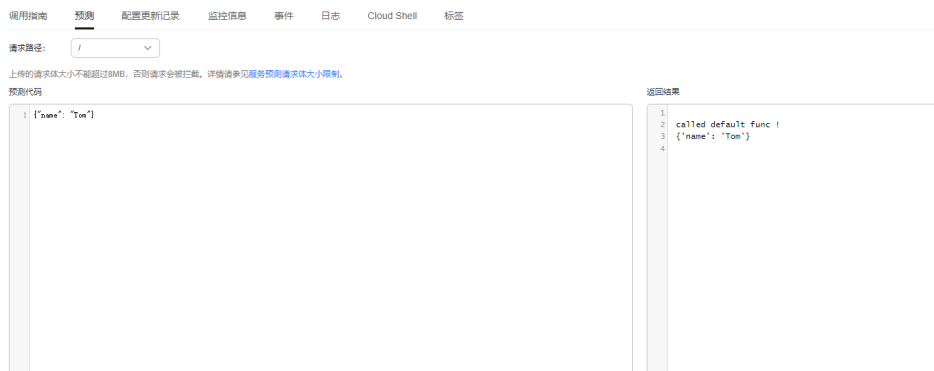 调用指南 预测 配置更新记录 监控信息 事件 日志 Cloud Shell 标签
请求路径： /
上传的请求体大小不能超过8MB，否则请求会被拦截。详情请参见服务预测请求体大小限制。
预测代码 返回结果
1 {"name": "Tom"}
1
2 called default func !
3 {'name': 'Tom'}
4